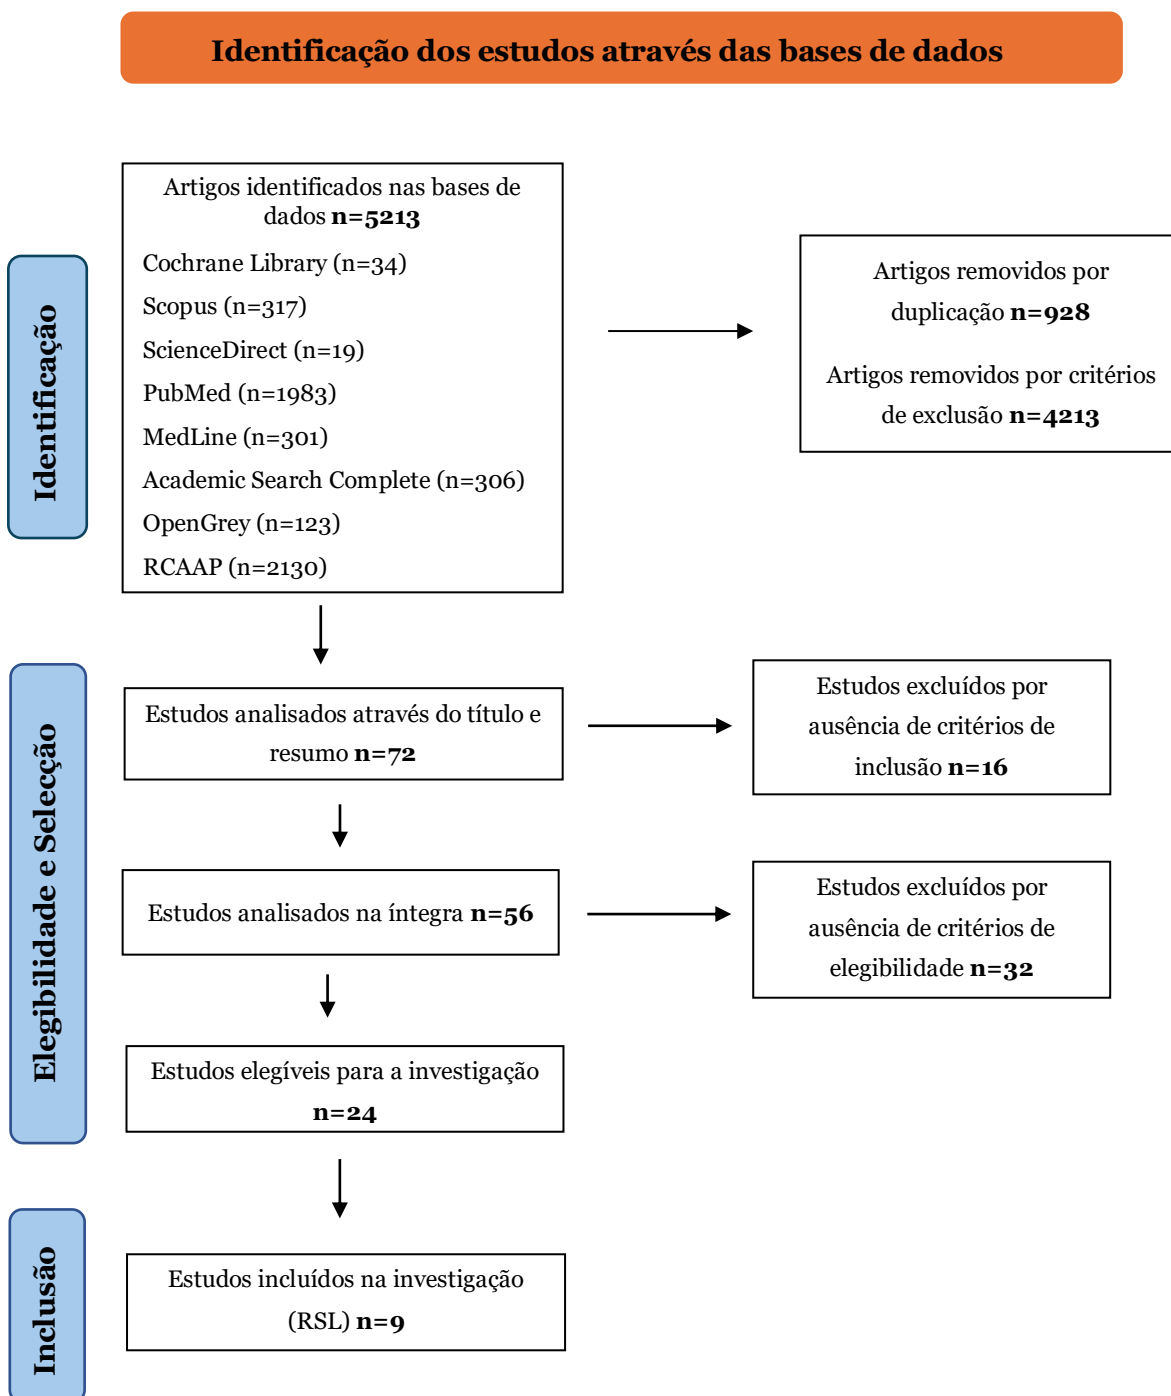 Identificação dos estudos através das bases de dados
Identificação
Artigos identificados nas bases de
dados n=5213
Cochrane Library (n=34)
Scopus (n=317)
ScienceDirect (n=19)
PubMed (n=1983)
MedLine (n=301)
Academic Search Complete (n=306)
OpenGrey (n=123)
RCAAP (n=2130)
Artigos removidos por
duplicação n=928
Artigos removidos por critérios
de exclusão n=4213
Elegibilidade e Selecção
Estudos analisados através do título e
resumo n=72
Estudos excluídos por
ausência de critérios de
inclusão n=16
Estudos analisados na íntegra n=56
Estudos excluídos por
ausência de critérios de
elegibilidade n=32
Estudos elegíveis para a investigação
n=24
Inclusão
Estudos incluídos na investigação
(RSL) n=9